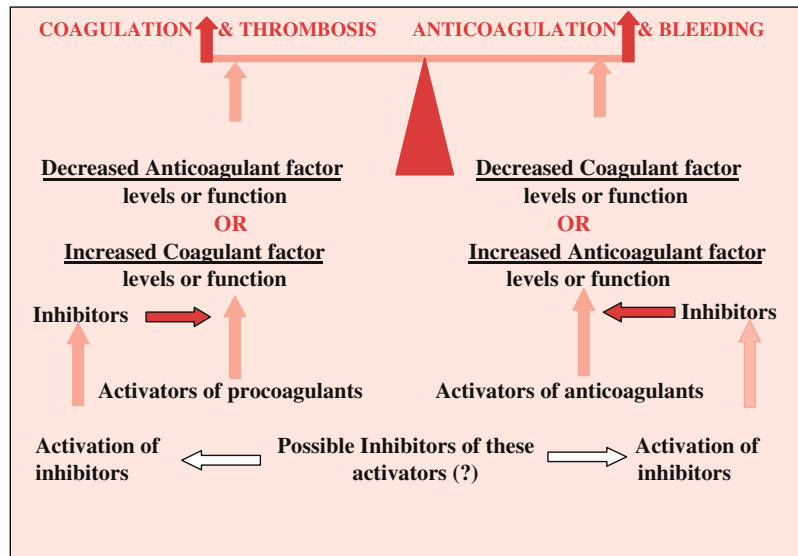 COAGULATION & THROMBOSIS ANTICOAGULATION & BLEEDING
Decreased Anticoagulant factor
levels or function
OR
Increased Coagulant factor
levels or function
Decreased Coagulant factor
levels or function
OR
Increased Anticoagulant factor
levels or function
Inhibitors
Inhibitors
Activators of procoagulants
Activators of anticoagulants
Activation of
inhibitors
Possible Inhibitors of these
activators (?)
Activation of
inhibitors